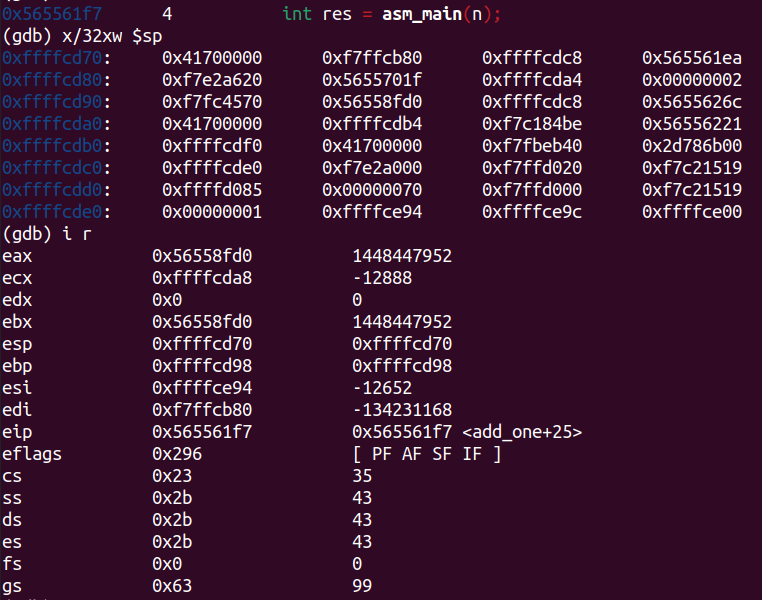 0x565561f7 4 int res = asm_main(n);
(gdb) x/32xw $sp
0xffffcd70: 0x41700000 0xf7ffcb80 0xffffcdc8 0x565561ea
0xffffcd80: 0xf7e2a620 0x5655701f 0xffffcda4 0x00000002
0xffffcd90: 0xf7fc4570 0x56558fd0 0xffffcdc8 0x5655626c
0xffffcda0: 0x41700000 0xffffcdb4 0xf7c184be 0x56556221
0xffffcdb0: 0xffffcdf0 0x41700000 0xf7fbeb40 0x2d786b00
0xffffcdc0: 0xffffcde0 0xf7e2a000 0xf7ffd020 0xf7c21519
0xffffcdd0: 0xffffd085 0x00000070 0xf7ffd000 0xf7c21519
0xffffcde0: 0x00000001 0xffffce94 0xffffce9c 0xffffce00
(gdb) i r
eax 0x56558fd0 1448447952
ecx 0xffffcda8 -12888
edx 0x0 0
ebx 0x56558fd0 1448447952
esp 0xffffcd70 0xffffcd70
ebp 0xffffcd98 0xffffcd98
esi 0xffffce94 -12652
edi 0xf7ffcb80 -134231168
eip 0x565561f7 0x565561f7 <add_one+25>
eflags 0x296 [ PF AF SF IF ]
cs 0x23 35
ss 0x2b 43
ds 0x2b 43
es 0x2b 43
fs 0x0 0
gs 0x63 99